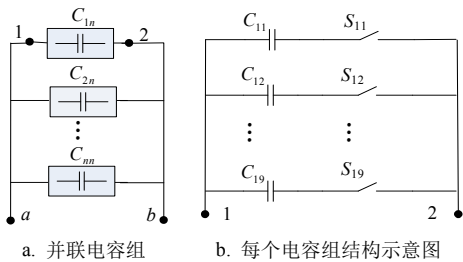 C₁ₙ
1
2
C₂ₙ
Cₙₙ
a
b
a. 并联电容组
C₁₁
S₁₁
C₁₂
S₁₂
C₁₉
S₁₉
1
2
b. 每个电容组结构示意图